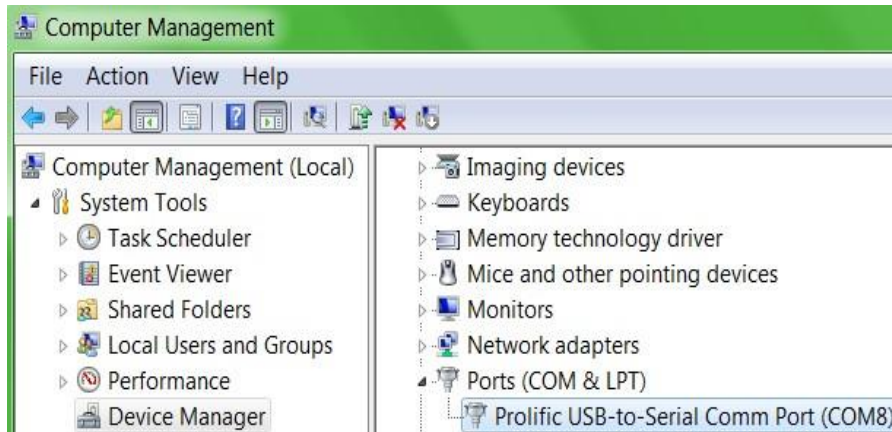 Computer Management
File Action View Help
Computer Management (Local)
System Tools
Task Scheduler
Event Viewer
Shared Folders
Local Users and Groups
Performance
Device Manager
Imaging devices
Keyboards
Memory technology driver
Mice and other pointing devices
Monitors
Network adapters
Ports (COM & LPT)
Prolific USB-to-Serial Comm Port (COM8)